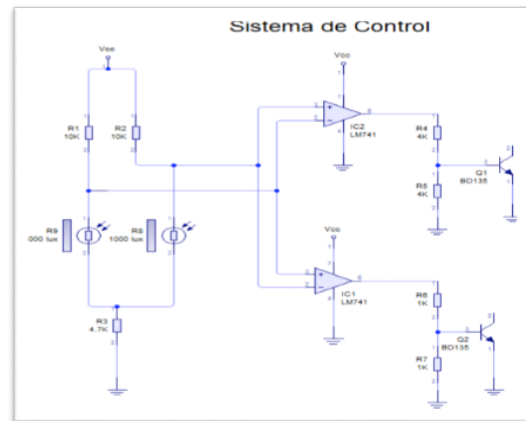 Sistema de Control
Vcc
R1
10K
R2
10K
R9
000 lux
R8
1000 lux
R3
4.7K
Vcc
IC2
LM741
R4
4K
R5
4K
Q1
BD135
Vcc
IC1
LM741
R6
1K
R7
1K
Q2
BD135